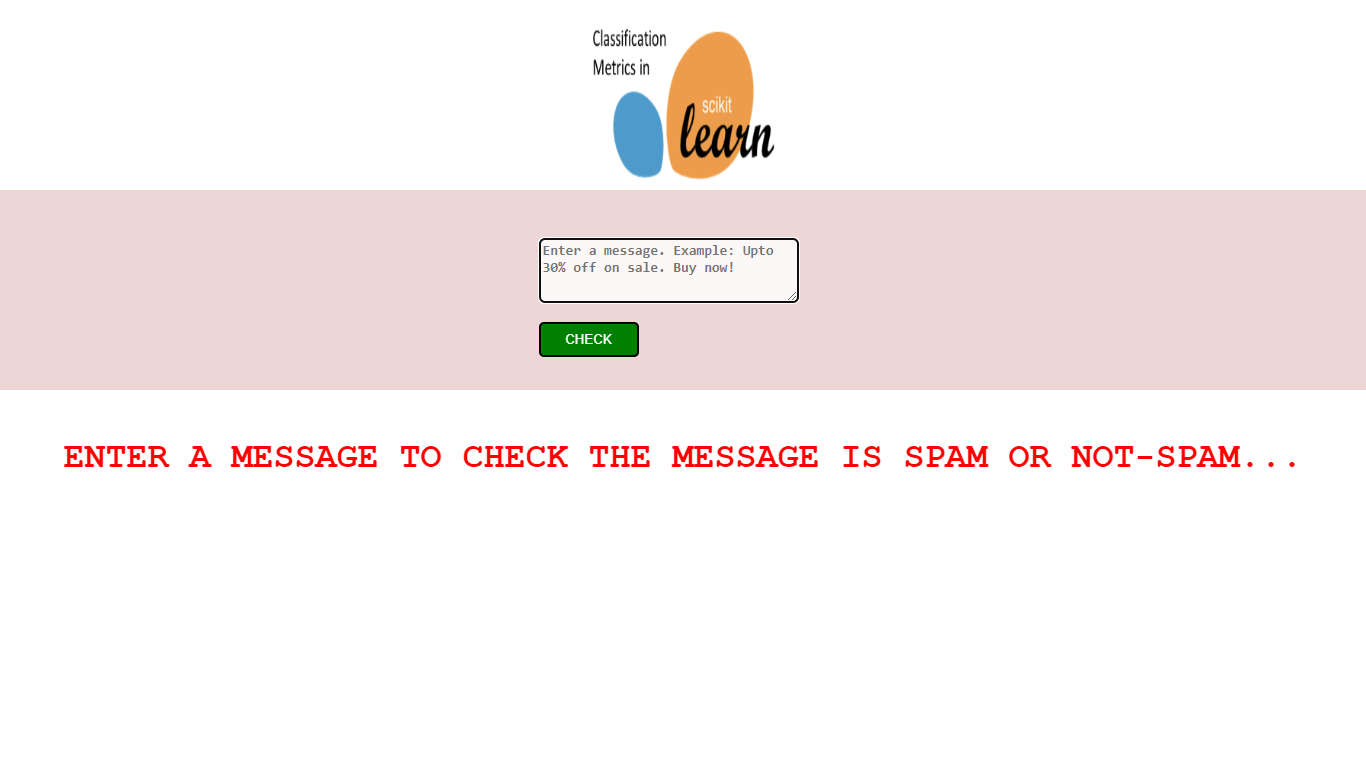 Classification
Metrics in
scikit
learn
Enter a message. Example: Upto
30% off on sale. Buy now!
CHECK
ENTER A MESSAGE TO CHECK THE MESSAGE IS SPAM OR NOT-SPAM...